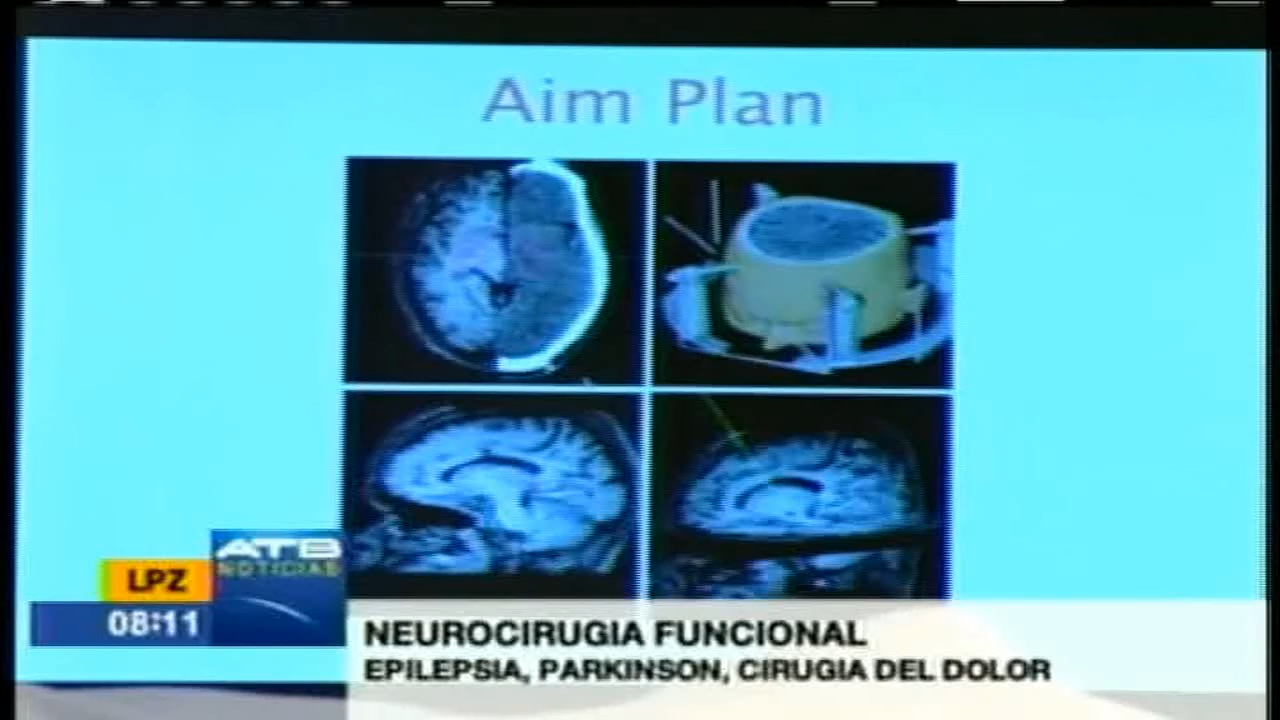 Aim Plan
ATB
NOTICIAS
LPZ
08:11
NEUROCIRUGIA FUNCIONAL
EPILEPSIA, PARKINSON, CIRUGIA DEL DOLOR